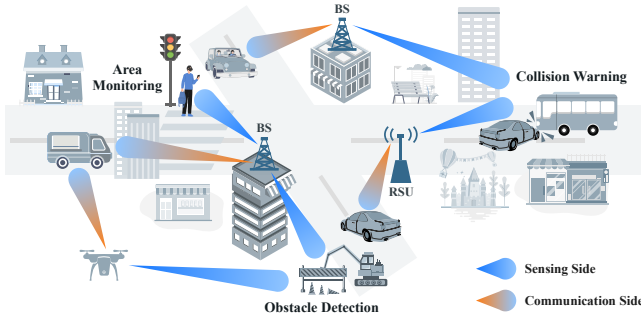 BS
Area
Monitoring
Collision Warning
BS
RSU
Sensing Side
Communication Side
Obstacle Detection